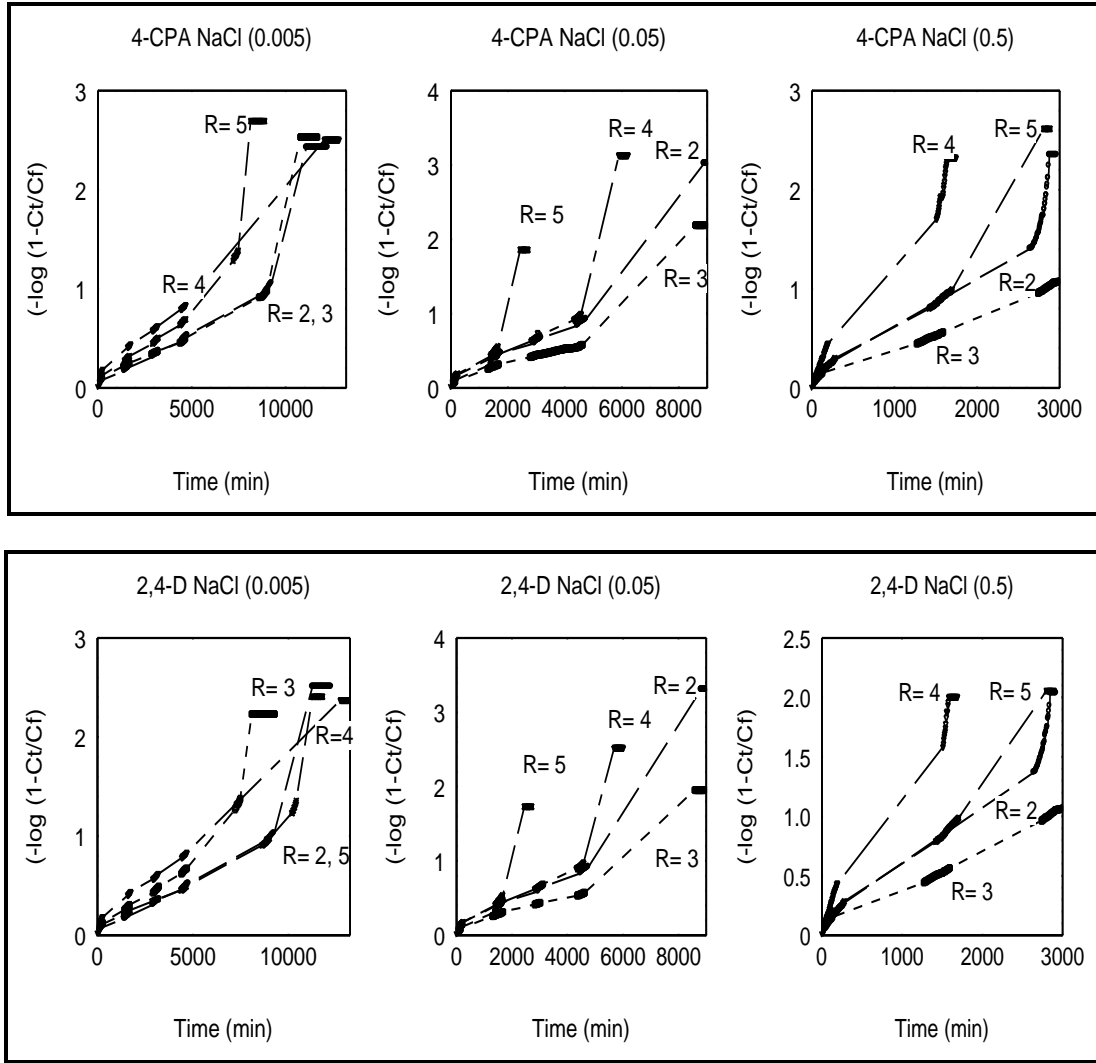 4-CPA NaCl (0.005)
(-log (1-Ct/Cf)
3
2
1
0
R= 5
R= 4
R= 2, 3
0 5000 10000
Time (min)
4-CPA NaCl (0.05)
(-log (1-Ct/Cf)
4
3
2
1
0
R= 4
R= 2
R= 5
R= 3
0 2000 4000 6000 8000
Time (min)
4-CPA NaCl (0.5)
(-log (1-Ct/Cf)
3
2
1
0
R= 4
R= 5
R=2
R= 3
0 1000 2000 3000
Time (min)
2,4-D NaCl (0.005)
(-log (1-Ct/Cf)
3
2
1
0
R= 3
R=4
R= 2, 5
0 5000 10000
Time (min)
2,4-D NaCl (0.05)
(-log (1-Ct/Cf)
4
3
2
1
0
R= 2
R= 4
R= 5
R= 3
0 2000 4000 6000 8000
Time (min)
2,4-D NaCl (0.5)
(-log (1-Ct/Cf)
2.5
2.0
1.5
1.0
0.5
0.0
R= 4
R= 5
R= 2
R= 3
0 1000 2000 3000
Time (min)